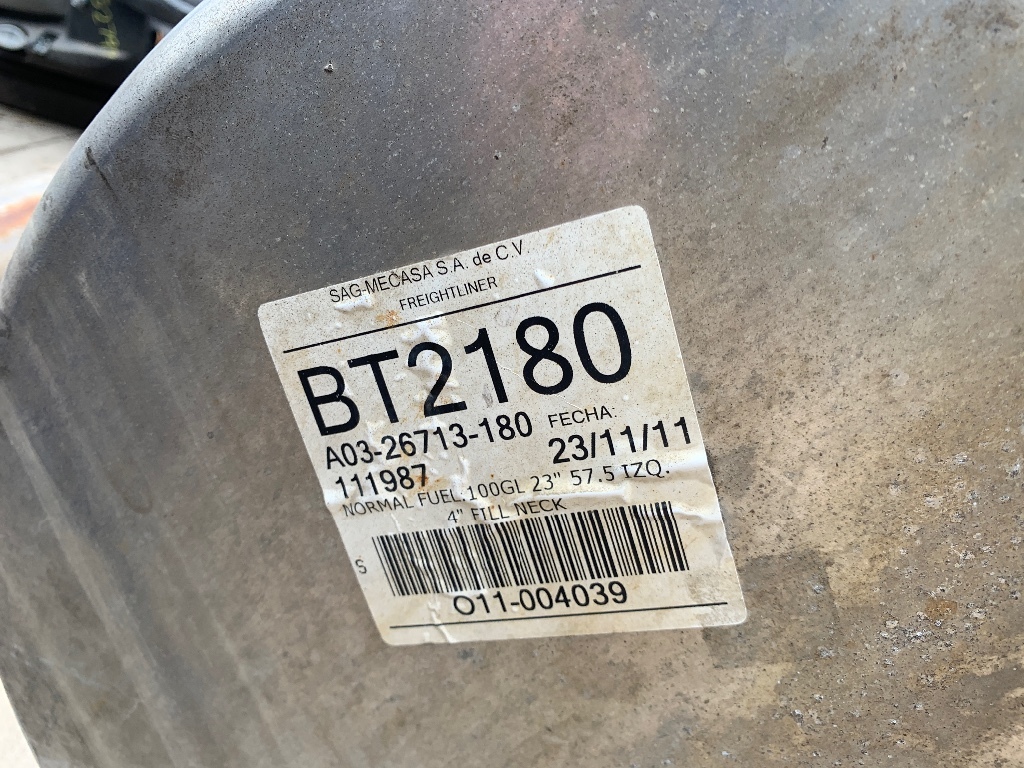 SAG-MECASA S.A. de C.V
FREIGHTLINER
BT2180
A03-26713-180 FECHA:
111987 23/11/11
NORMAL FUEL.100GL 23" 57.5 IZQ.
4" FILL NECK
S
O11-004039